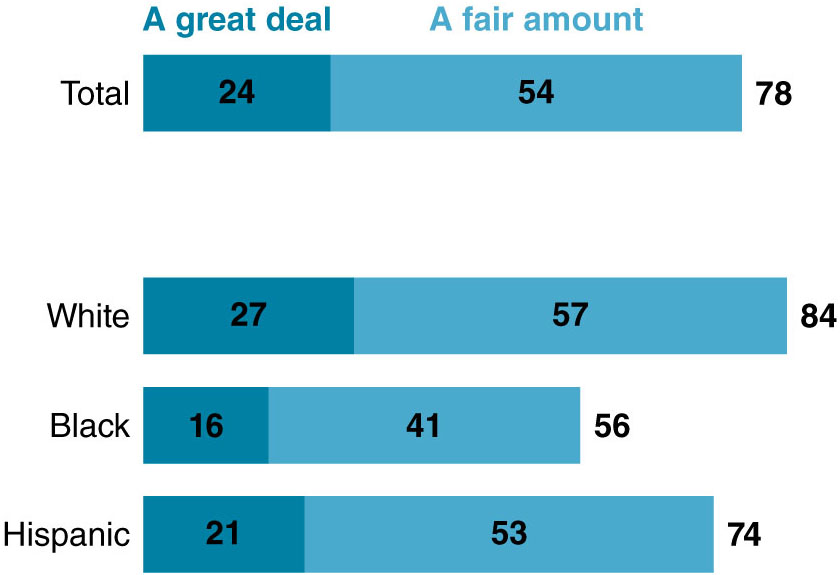 A great deal A fair amount
Total 24 54 78
White 27 57 84
Black 16 41 56
Hispanic 21 53 74